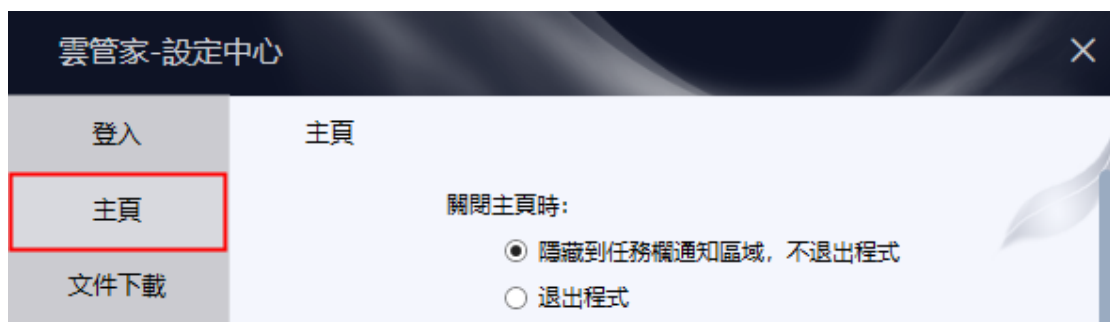 雲管家-設定中心
登入
主頁
文件下載
主頁
關閉主頁時:
隱藏到任務欄通知區域, 不退出程式
退出程式